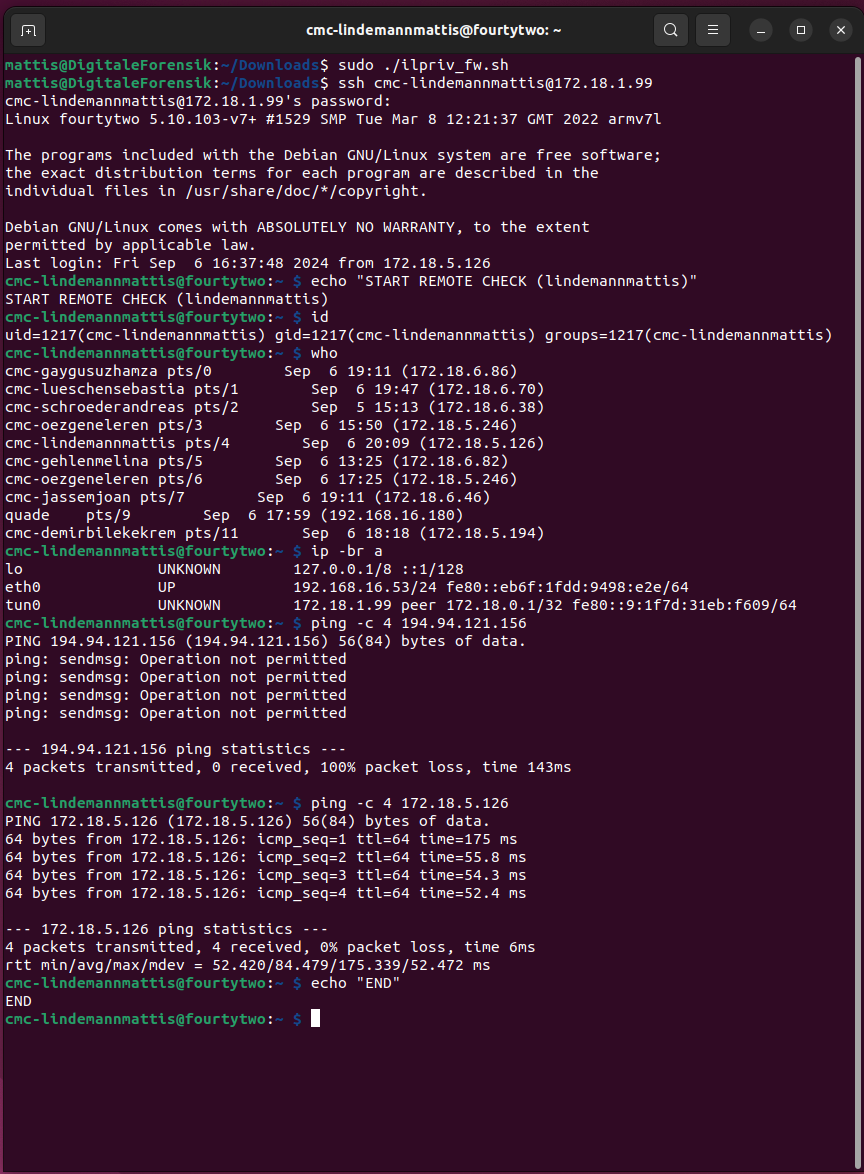 cmc-lindemannmattis@fourtytwo: ~
mattis@DigitaleForensik:~/Downloads$ sudo ./ilpriv_fw.sh
mattis@DigitaleForensik:~/Downloads$ ssh cmc-lindemannmattis@172.18.1.99
cmc-lindemannmattis@172.18.1.99's password:
Linux fourtytwo 5.10.103-v7+ #1529 SMP Tue Mar 8 12:21:37 GMT 2022 armv7l

The programs included with the Debian GNU/Linux system are free software;
the exact distribution terms for each program are described in the
individual files in /usr/share/doc/*/copyright.

Debian GNU/Linux comes with ABSOLUTELY NO WARRANTY, to the extent
permitted by applicable law.
Last login: Fri Sep  6 16:37:48 2024 from 172.18.5.126
cmc-lindemannmattis@fourtytwo:~ $ echo "START REMOTE CHECK (lindemannmattis)"
START REMOTE CHECK (lindemannmattis)
cmc-lindemannmattis@fourtytwo:~ $ id
uid=1217(cmc-lindemannmattis) gid=1217(cmc-lindemannmattis) groups=1217(cmc-lindemannmattis)
cmc-lindemannmattis@fourtytwo:~ $ who
cmc-gaygusuzhamza pts/0        Sep  6 19:11 (172.18.6.86)
cmc-lueschensebastia pts/1        Sep  6 19:47 (172.18.6.70)
cmc-schroederandreas pts/2        Sep  5 15:13 (172.18.6.38)
cmc-oezgeneleren pts/3        Sep  6 15:50 (172.18.5.246)
cmc-lindemannmattis pts/4        Sep  6 20:09 (172.18.5.126)
cmc-gehlenmelina pts/5        Sep  6 13:25 (172.18.6.82)
cmc-oezgeneleren pts/6        Sep  6 17:25 (172.18.5.246)
cmc-jassemjoan pts/7        Sep  6 19:11 (172.18.6.46)
quade    pts/9        Sep  6 17:59 (192.168.16.180)
cmc-demirbilekekrem pts/11       Sep  6 18:18 (172.18.5.194)
cmc-lindemannmattis@fourtytwo:~ $ ip -br a
lo               UNKNOWN        127.0.0.1/8 ::1/128
eth0             UP             192.168.16.53/24 fe80::eb6f:1fdd:9498:e2e/64
tun0             UNKNOWN        172.18.1.99 peer 172.18.0.1/32 fe80::9:1f7d:31eb:f609/64
cmc-lindemannmattis@fourtytwo:~ $ ping -c 4 194.94.121.156
PING 194.94.121.156 (194.94.121.156) 56(84) bytes of data.
ping: sendmsg: Operation not permitted
ping: sendmsg: Operation not permitted
ping: sendmsg: Operation not permitted
ping: sendmsg: Operation not permitted

--- 194.94.121.156 ping statistics ---
4 packets transmitted, 0 received, 100% packet loss, time 143ms

cmc-lindemannmattis@fourtytwo:~ $ ping -c 4 172.18.5.126
PING 172.18.5.126 (172.18.5.126) 56(84) bytes of data.
64 bytes from 172.18.5.126: icmp_seq=1 ttl=64 time=175 ms
64 bytes from 172.18.5.126: icmp_seq=2 ttl=64 time=55.8 ms
64 bytes from 172.18.5.126: icmp_seq=3 ttl=64 time=54.3 ms
64 bytes from 172.18.5.126: icmp_seq=4 ttl=64 time=52.4 ms

--- 172.18.5.126 ping statistics ---
4 packets transmitted, 4 received, 0% packet loss, time 6ms
rtt min/avg/max/mdev = 52.420/84.479/175.339/52.472 ms
cmc-lindemannmattis@fourtytwo:~ $ echo "END"
END
cmc-lindemannmattis@fourtytwo:~ $